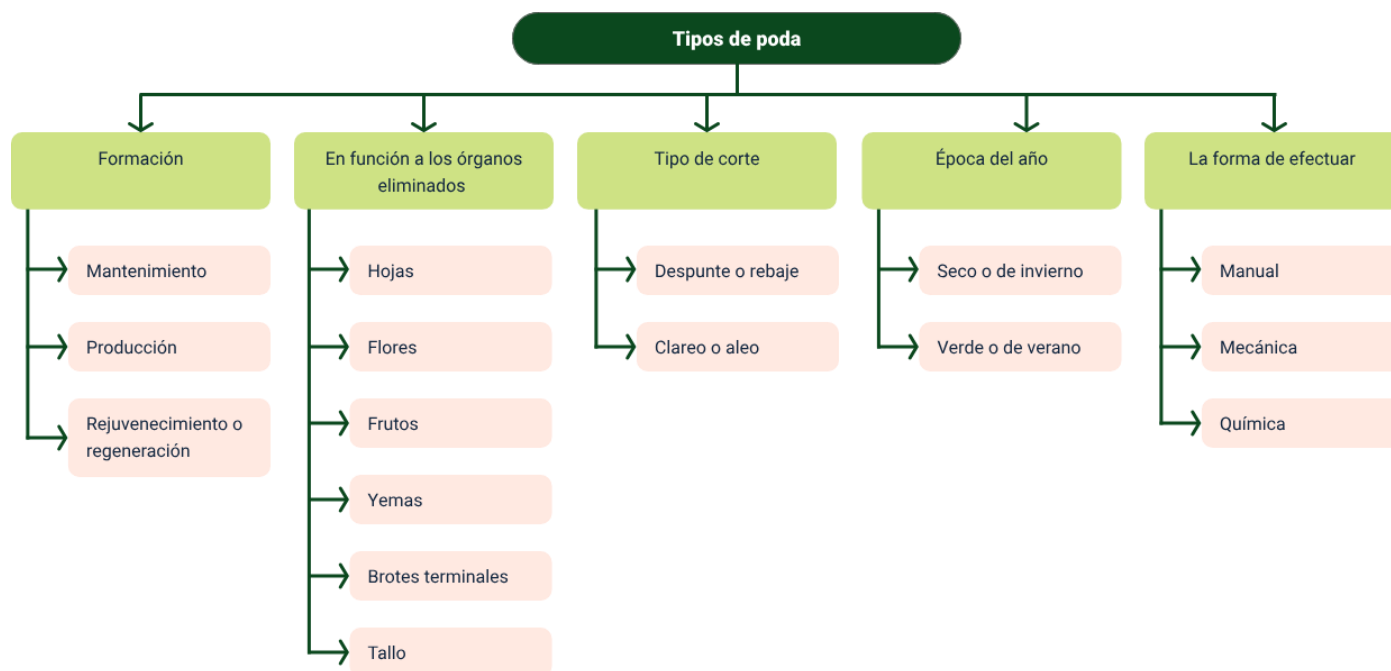 Tipos de poda
Formación
Mantenimiento
Producción
Rejuvenecimiento o
regeneración
En función a los órganos
eliminados
Hojas
Flores
Frutos
Yemas
Brotes terminales
Tallo
Tipo de corte
Despunte o rebaje
Clareo o aleo
Época del año
Seco o de invierno
Verde o de verano
La forma de efectuar
Manual
Mecánica
Química